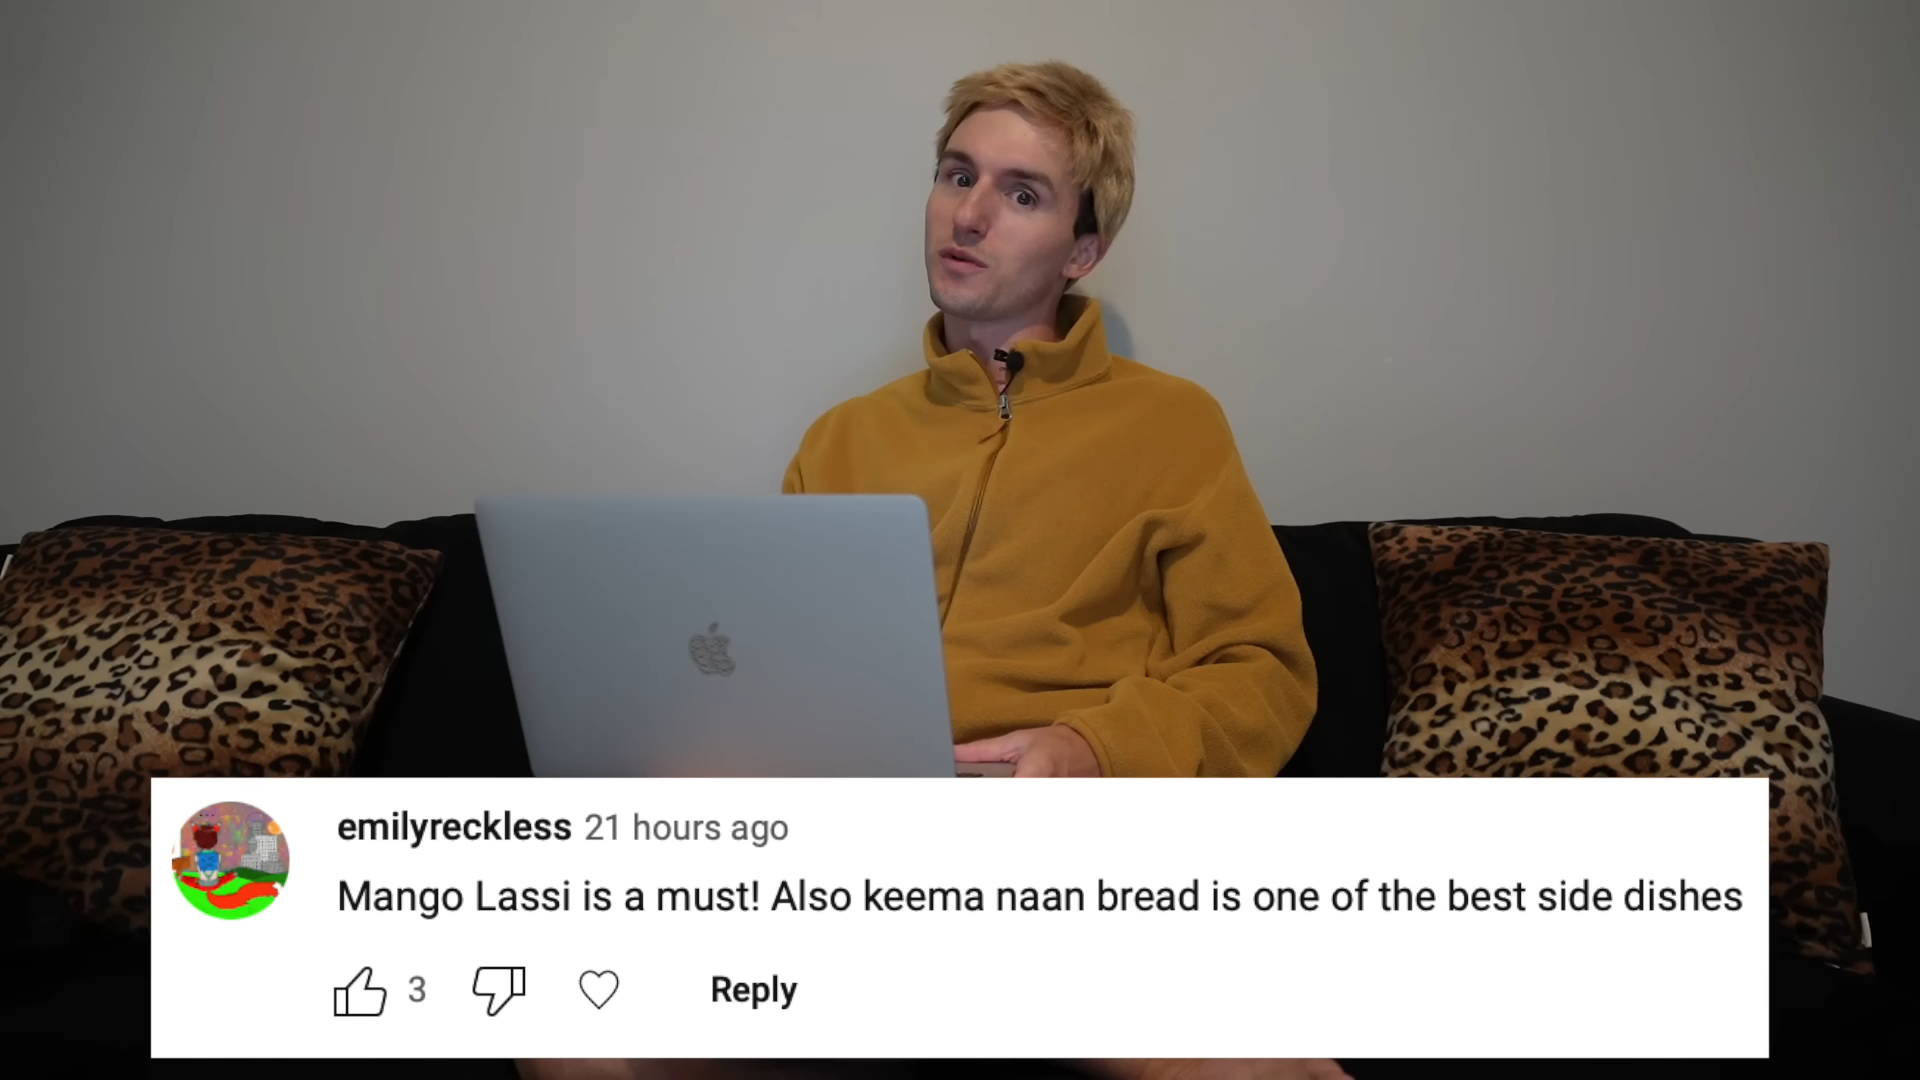 emilyreckless 21 hours ago
Mango Lassi is a must! Also keema naan bread is one of the best side dishes
3
Reply